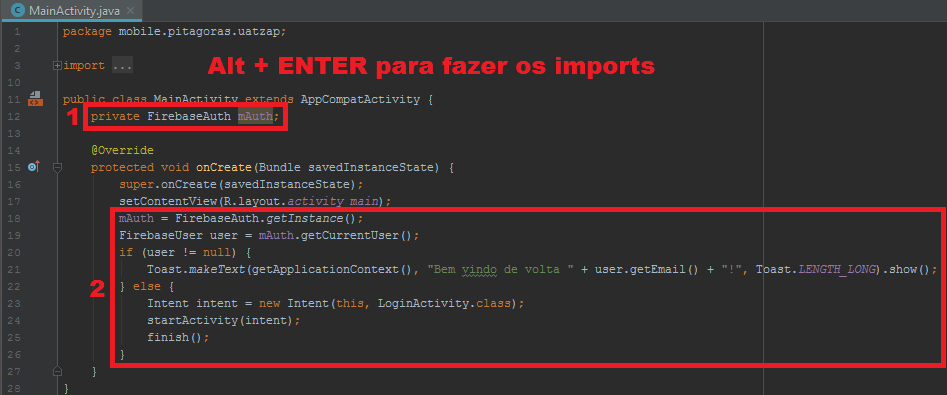 MainActivity.java
1 package mobile.pitagoras.uatzap;
2
3 import ...
10 Alt + ENTER para fazer os imports
11 public class MainActivity extends AppCompatActivity {
12 1 private FirebaseAuth mAuth;
13
14 @Override
15 protected void onCreate(Bundle savedInstanceState) {
16 super.onCreate(savedInstanceState);
17 setContentView(R.layout.activity_main);
18 mAuth = FirebaseAuth.getInstance();
19 FirebaseUser user = mAuth.getCurrentUser();
20 if (user != null) {
21 Toast.makeText(getApplicationContext(), "Bem vindo de volta " + user.getEmail() + "!", Toast.LENGTH_LONG).show();
22 2 } else {
23 Intent intent = new Intent(this, LoginActivity.class);
24 startActivity(intent);
25 finish();
26 }
27 }
28 }